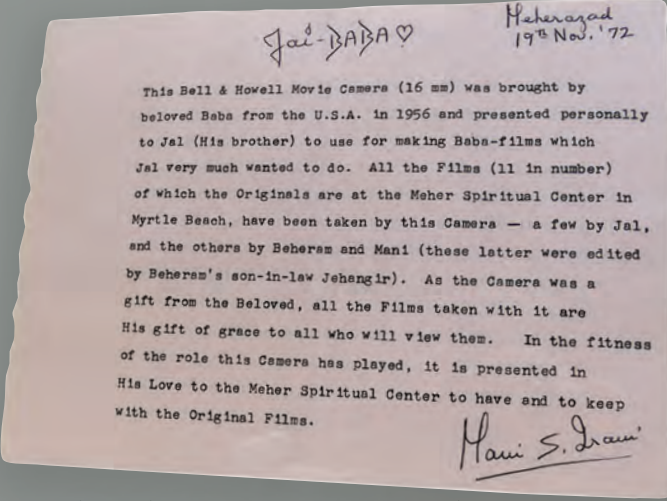 Meherazad
19th Nov. '72
Jai-BABA♡
This Bell & Howell Movie Camera (16 mm) was brought by
beloved Baba from the U.S.A. in 1956 and presented personally
to Jal (His brother) to use for making Baba-films which
Jal very much wanted to do. All the Films (11 in number)
of which the Originals are at the Meher Spiritual Center in
Myrtle Beach, have been taken by this Camera — a few by Jal,
and the others by Beheram and Mani (these latter were edited
by Beheram's son-in-law Jehangir). As the Camera was a
gift from the Beloved, all the Films taken with it are
His gift of grace to all who will view them. In the fitness
of the role this Camera has played, it is presented in
His Love to the Meher Spiritual Center to have and to keep
with the Original Films.
Mani S. Irani